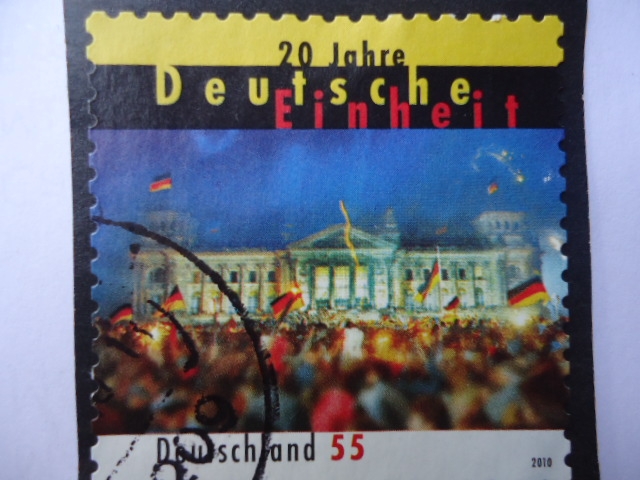 20 Jahre
Deutsche
Einheit
Deutschland 55
2010